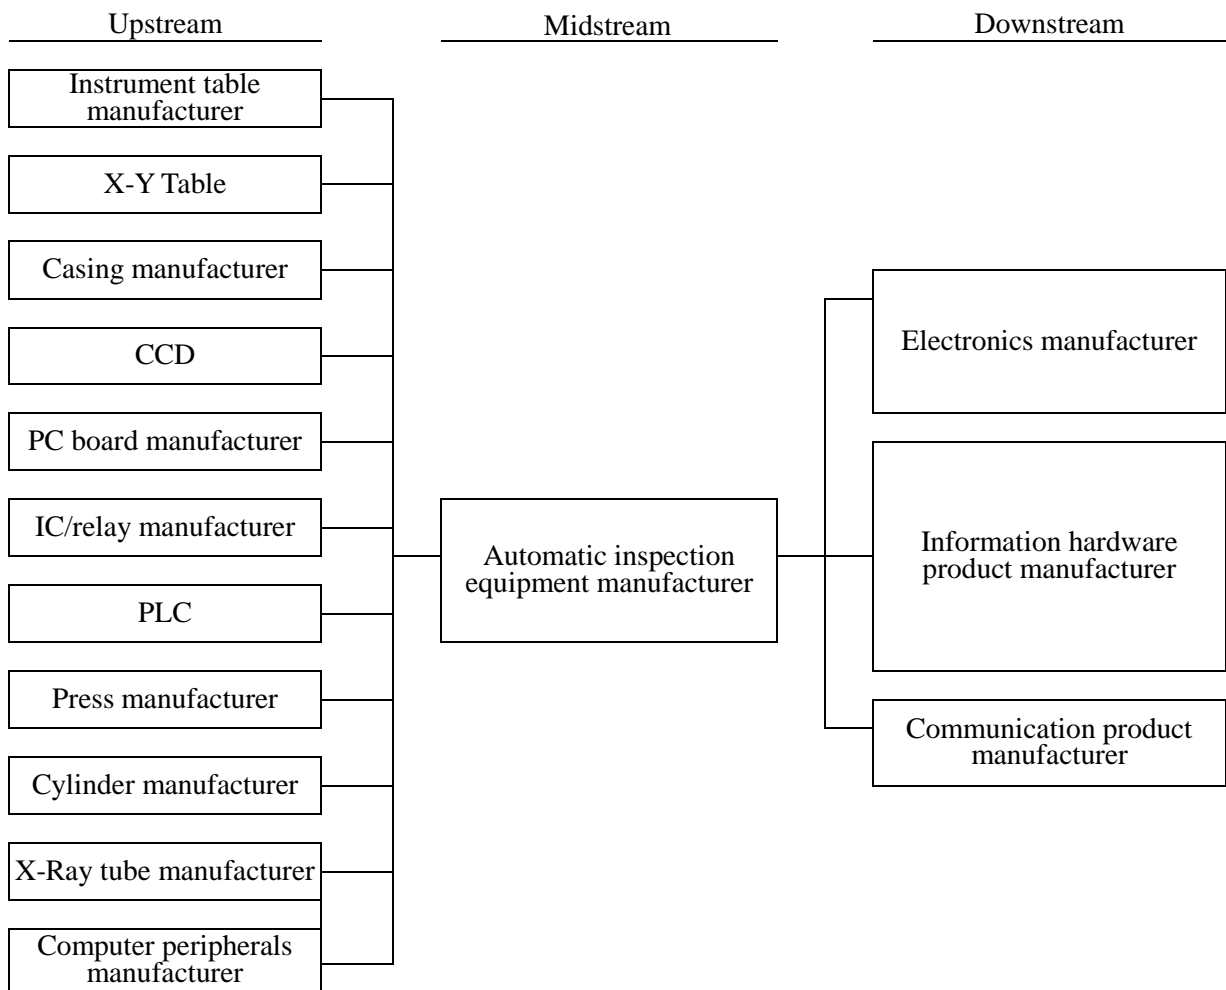 Upstream
Midstream
Downstream
Instrument table
manufacturer
X-Y Table
Casing manufacturer
CCD
PC board manufacturer
IC/relay manufacturer
PLC
Press manufacturer
Cylinder manufacturer
X-Ray tube manufacturer
Computer peripherals
manufacturer
Automatic inspection
equipment manufacturer
Electronics manufacturer
Information hardware
product manufacturer
Communication product
manufacturer